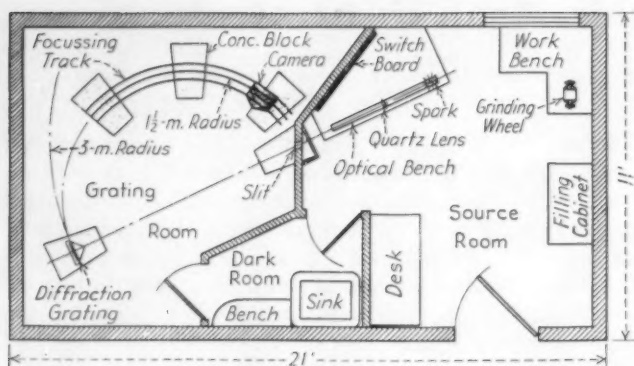 Focussing
Track
Conc. Block
Camera
Switch
Board
Work
Bench
Spark
Grinding
Wheel
1½-m. Radius
3-m. Radius
Quartz Lens
Optical Bench
Slit
Grating
Room
Filling
Cabinet
11'
Source
Room
Dark
Room
Desk
Diffraction
Grating
Bench
Sink
21'